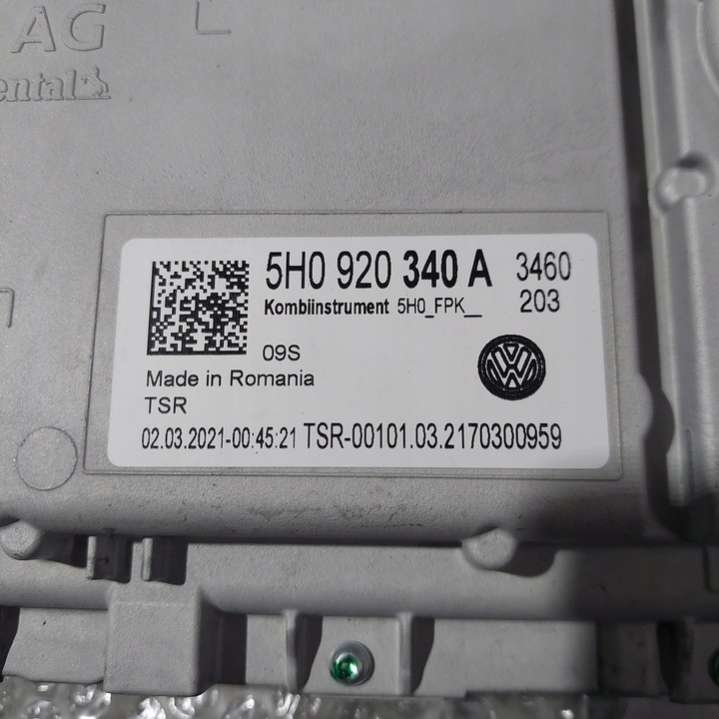 AG
ental
5H0 920 340 A 3460
Kombiinstrument 5H0_FPK__ 203
09S
Made in Romania
TSR
02.03.2021-00:45:21 TSR-00101.03.2170300959